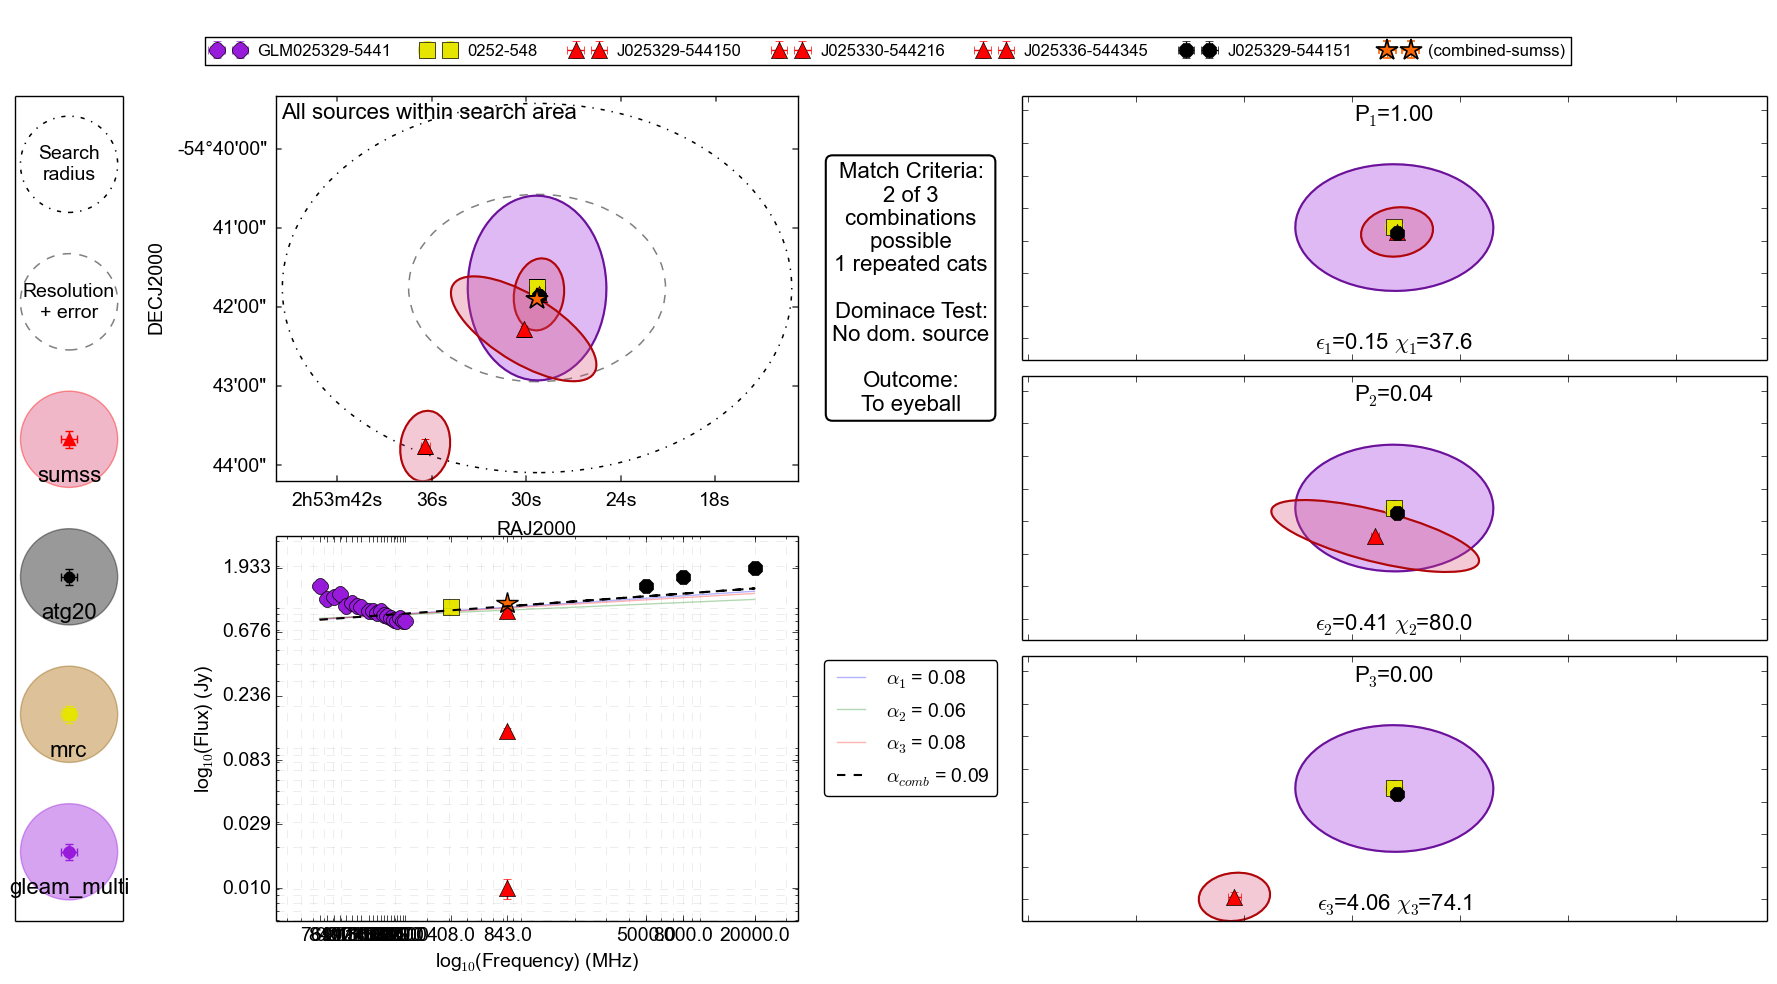 GLM025329-5441 0252-548 J025329-544150 J025330-544216 J025336-544345 J025329-544151 (combined-sumss)
Search
radius
Resolution
+ error
sumss
atg20
mrc
gleam_multi
All sources within search area
DECJ2000
-54°40'00"
41'00"
42'00"
43'00"
44'00"
2h53m42s 36s 30s 24s 18s
RAJ2000
Match Criteria:
2 of 3
combinations
possible
1 repeated cats
Dominace Test:
No dom. source
Outcome:
To eyeball
log10(Flux) (Jy)
1.933
0.676
0.236
0.083
0.029
0.010
408.0 843.0 5000.0 8000.0 20000.0
log10(Frequency) (MHz)
α1 = 0.08
α2 = 0.06
α3 = 0.08
αcomb = 0.09
P1=1.00
ϵ1=0.15 χ1=37.6
P2=0.04
ϵ2=0.41 χ2=80.0
P3=0.00
ϵ3=4.06 χ3=74.1